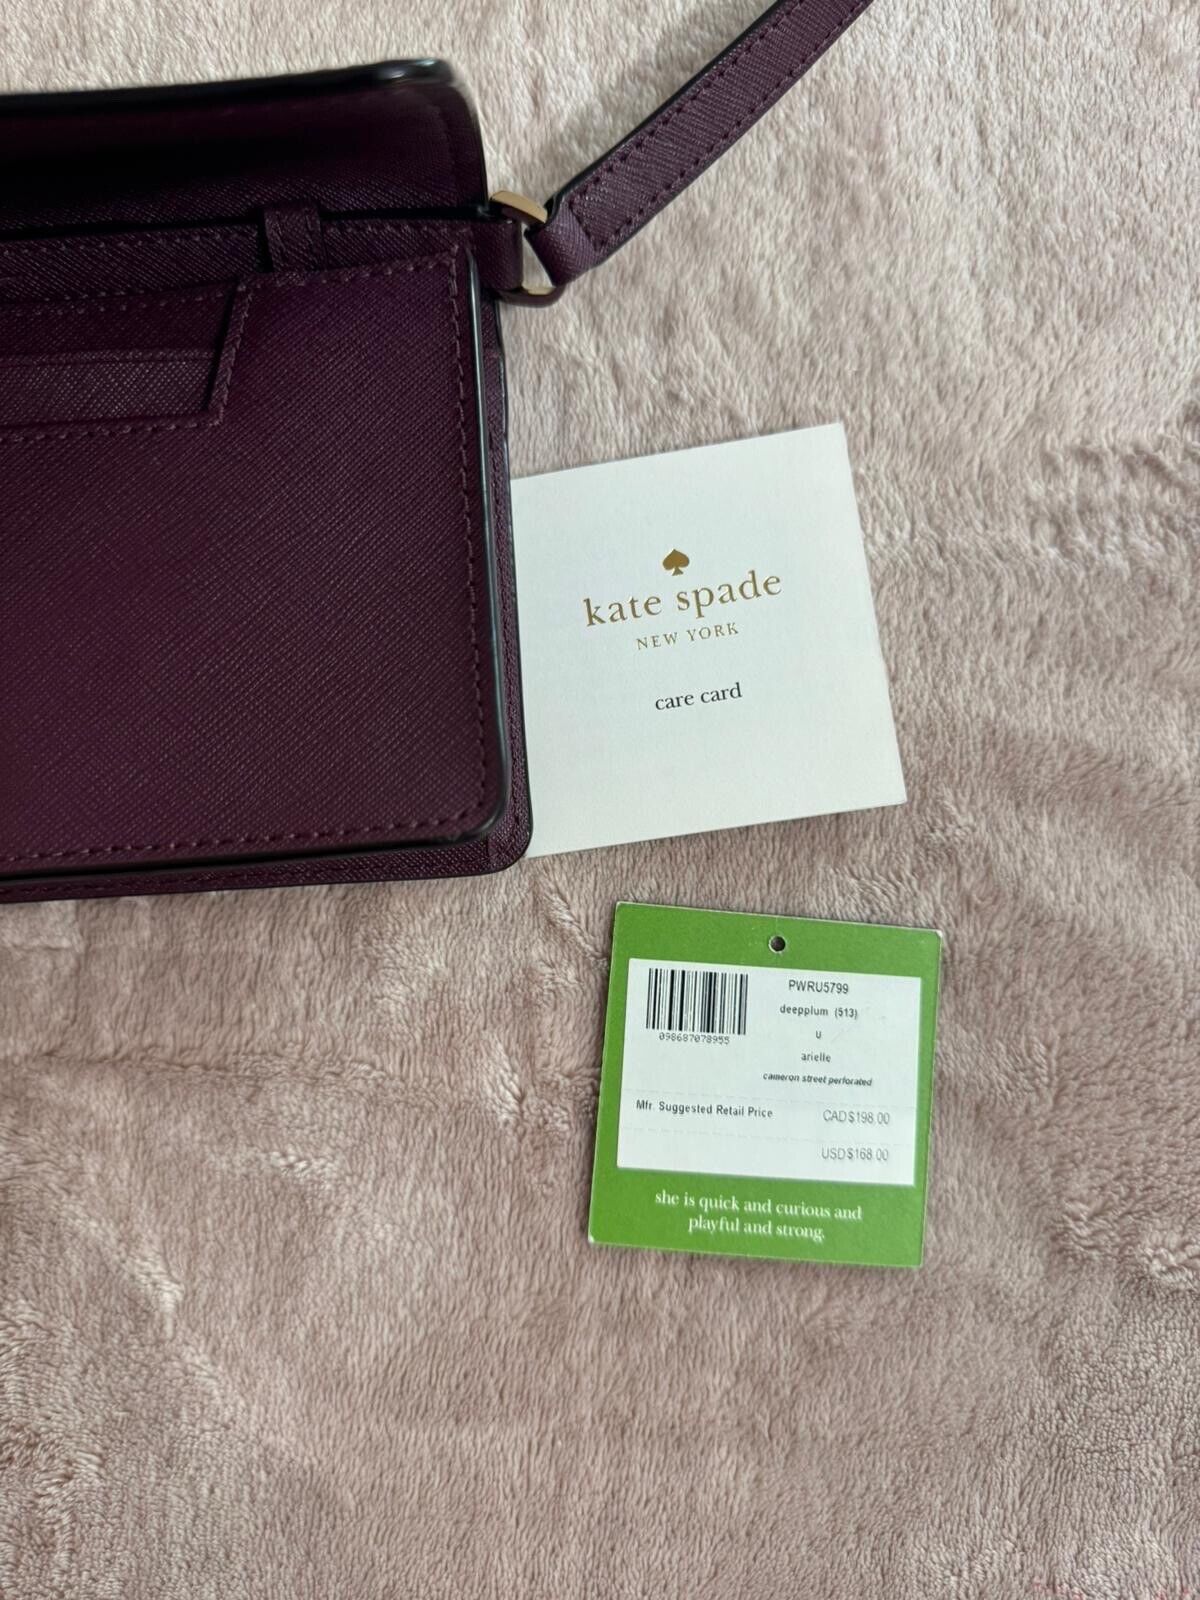 kate spade
NEW YORK
care card
PWRU5799
deepplum (513)
U
arielle
cameron street perforated
098687078955
Mfr. Suggested Retail Price
CAD$198.00
USD$168.00
she is quick and curious and
playful and strong.